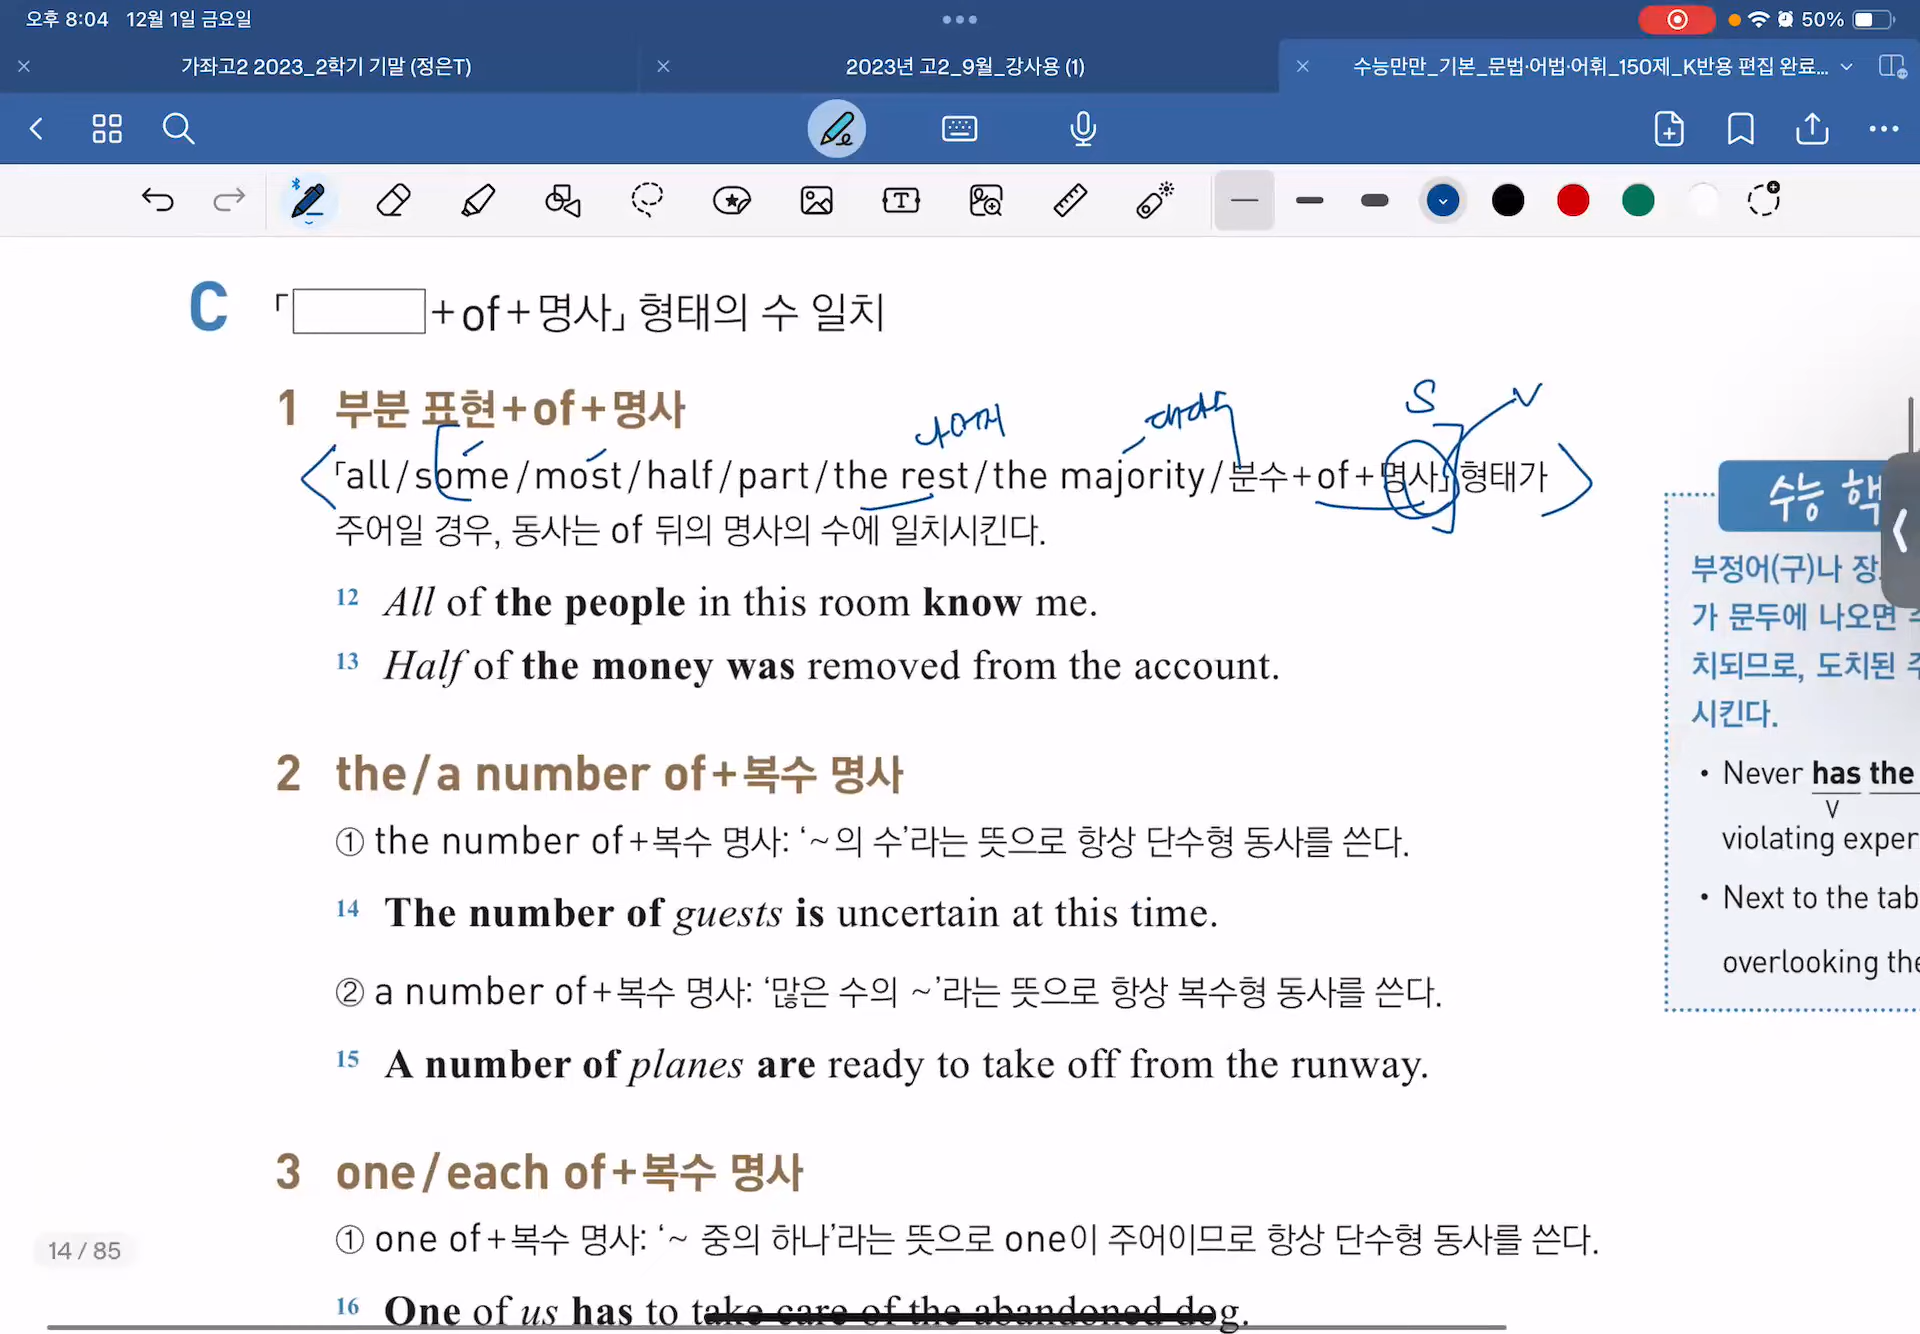 오후 8:04 12월 1일 금요일
50%
가좌고2 2023_2학기 기말 (정은T)
2023년 고2_9월_강사용 (1)
수능만만_기본_문법·어법·어휘_150제_K반용 편집 완료...
C 「 +of+명사」 형태의 수 일치
1 부분 표현+of+명사
S V
나머지 대다수
「all/some/most/half/part/the rest/the majority/분수+of+명사」 형태가
주어일 경우, 동사는 of 뒤의 명사의 수에 일치시킨다.
12 All of the people in this room know me.
13 Half of the money was removed from the account.
2 the/a number of+복수 명사
① the number of+복수 명사: ‘~의 수’라는 뜻으로 항상 단수형 동사를 쓴다.
14 The number of guests is uncertain at this time.
② a number of+복수 명사: ‘많은 수의 ~’라는 뜻으로 항상 복수형 동사를 쓴다.
15 A number of planes are ready to take off from the runway.
3 one/each of+복수 명사
① one of+복수 명사: ‘~ 중의 하나’라는 뜻으로 one이 주어이므로 항상 단수형 동사를 쓴다.
16 One of us has to take care of the abandoned dog.
14 / 85
수능 핵
부정어(구)나 장
가 문두에 나오면
치되므로, 도치된
시킨다.
• Never has the
V
violating exper
• Next to the tab
overlooking the